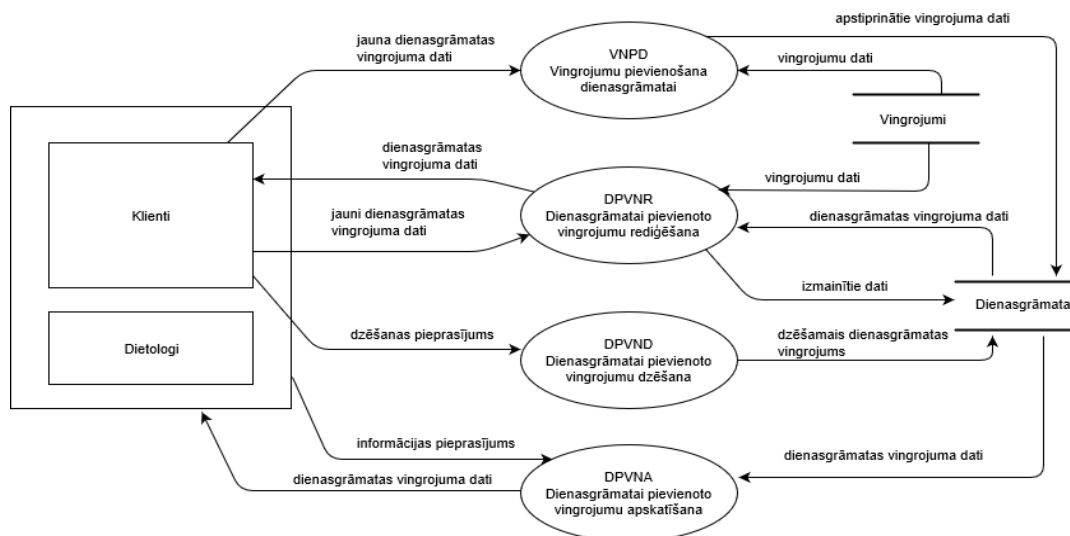 apstiprinātie vingrojuma dati
jauna dienasgrāmatas
vingrojuma dati
VNPD
Vingrojumu pievienošana
dienasgrāmatai
vingrojumu dati
Vingrojumi
dienasgrāmatas
vingrojuma dati
vingrojumu dati
Klienti
DPVNR
Dienasgrāmatai pievienoto
vingrojumu rediģēšana
jauni dienasgrāmatas
vingrojuma dati
dienasgrāmatas vingrojuma dati
izmainītie dati
Dienasgrāmata
dzēšanas pieprasījums
DPVND
Dienasgrāmatai pievienoto
vingrojumu dzēšana
dzēšamais dienasgrāmatas
vingrojums
Dietologi
informācijas pieprasījums
dienasgrāmatas vingrojuma dati
DPVNA
Dienasgrāmatai pievienoto
vingrojumu apskatīšana
dienasgrāmatas vingrojuma dati